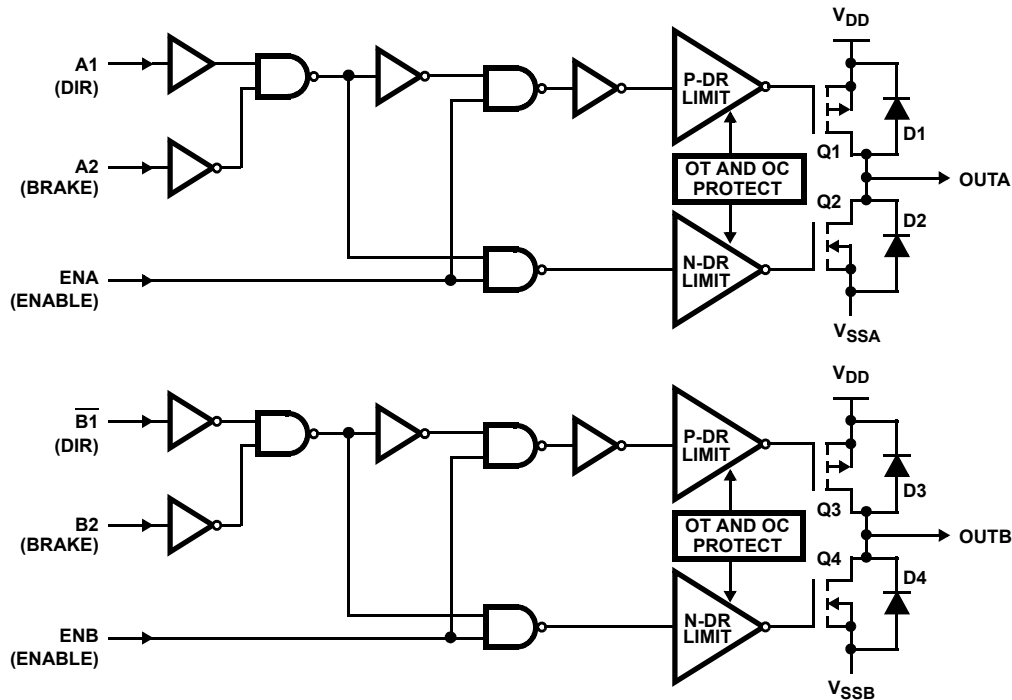 V_DD
A1
(DIR)
P-DR
LIMIT
D1
Q1
A2
(BRAKE)
OT AND OC
PROTECT
OUTA
Q2
D2
ENA
(ENABLE)
N-DR
LIMIT
V_SSA
V_DD
B1̅
(DIR)
P-DR
LIMIT
D3
Q3
B2
(BRAKE)
OT AND OC
PROTECT
OUTB
Q4
D4
ENB
(ENABLE)
N-DR
LIMIT
V_SSB